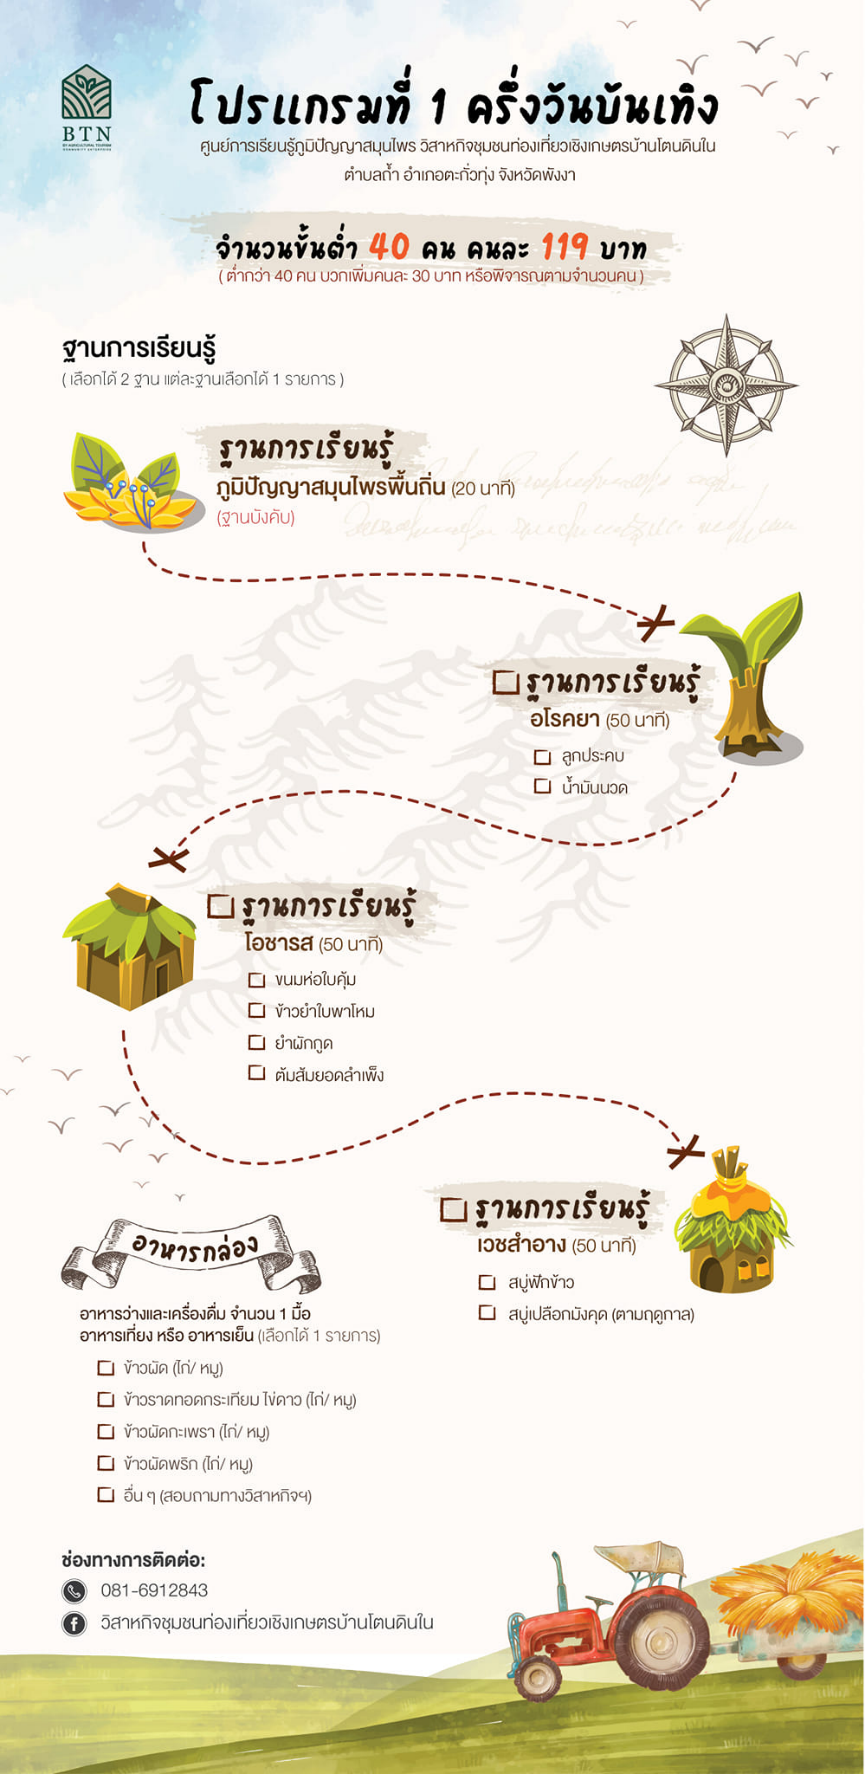 โปรแกรมที่ 1 ครึ่งวันบันเทิง
BTN
ศูนย์การเรียนรู้ภูมิปัญญาสมุนไพร วิสาหกิจชุมชนท่องเที่ยวเชิงเกษตรบ้านโตนดินใน
ตำบลถ้ำ อำเภอตะกั่วทุ่ง จังหวัดพังงา
จำนวนขั้นต่ำ 40 คน คนละ 119 บาท
( ต่ำกว่า 40 คน บวกเพิ่มคนละ 30 บาท หรือพิจารณตามจำนวนคน )
ฐานการเรียนรู้
( เลือกได้ 2 ฐาน แต่ละฐานเลือกได้ 1 รายการ )
ฐานการเรียนรู้
ภูมิปัญญาสมุนไพรพื้นถิ่น (20 นาที)
(ฐานบังคับ)
ฐานการเรียนรู้
อโรคยา (50 นาที)
ลูกประคบ
น้ำมันนวด
ฐานการเรียนรู้
โอชารส (50 นาที)
ขนมห่อใบคุ้ม
ข้าวยำใบพาโหม
ยำผักกูด
ต้มส้มยอดลำเพ็ง
ฐานการเรียนรู้
เวชสำอาง (50 นาที)
สบู่ฟักข้าว
สบู่เปลือกมังคุด (ตามฤดูกาล)
อาหารกล่อง
อาหารว่างและเครื่องดื่ม จำนวน 1 มื้อ
อาหารเที่ยง หรือ อาหารเย็น (เลือกได้ 1 รายการ)
ข้าวผัด (ไก่/ หมู)
ข้าวราดทอดกระเทียม ไข่ดาว (ไก่/ หมู)
ข้าวผัดกะเพรา (ไก่/ หมู)
ข้าวผัดพริก (ไก่/ หมู)
อื่น ๆ (สอบถามทางวิสาหกิจฯ)
ช่องทางการติดต่อ:
081-6912843
วิสาหกิจชุมชนท่องเที่ยวเชิงเกษตรบ้านโตนดินใน